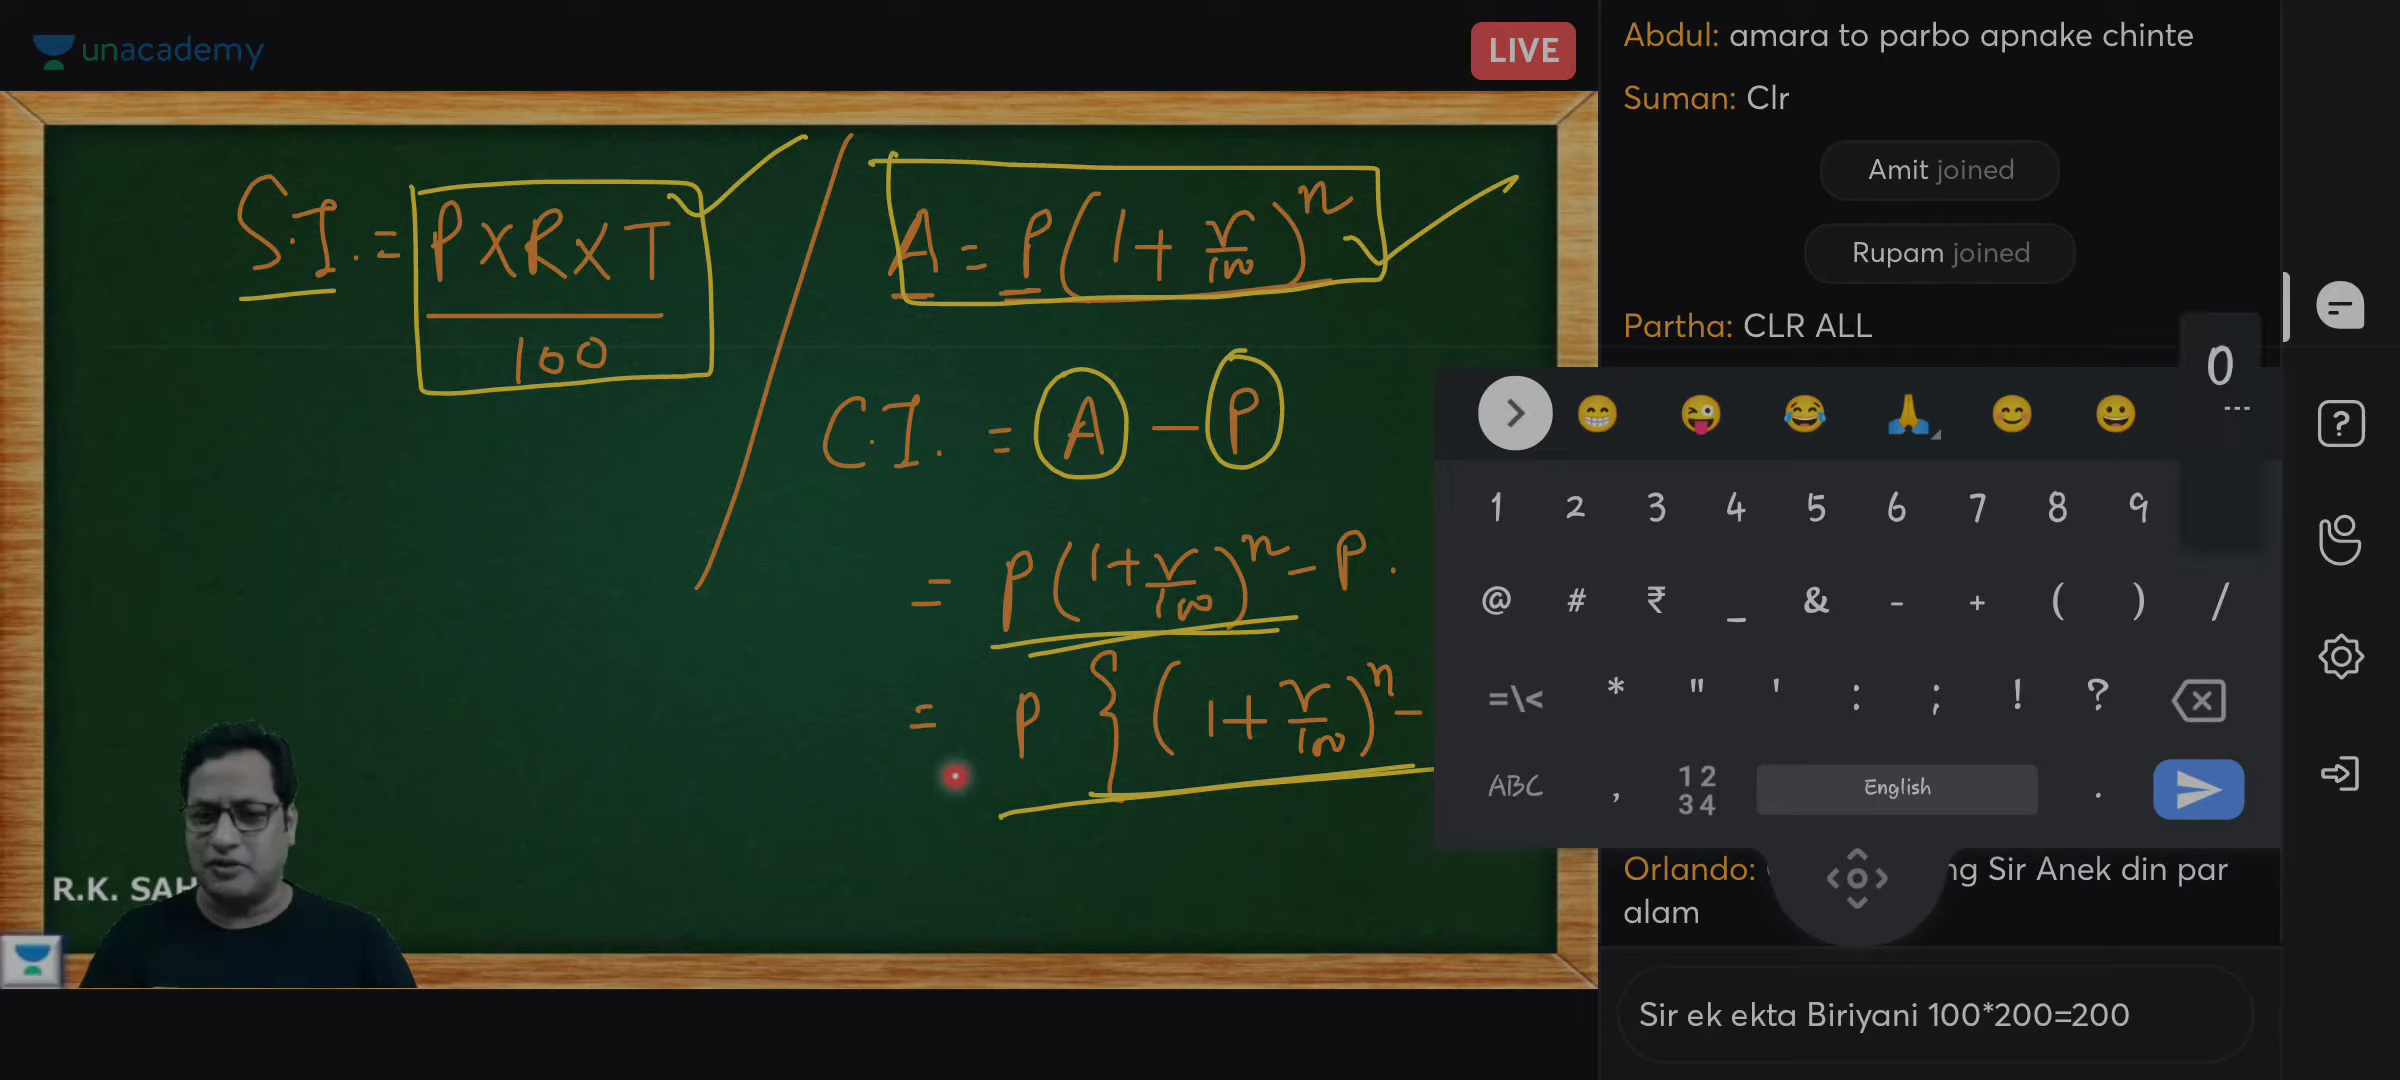 unacademy
LIVE
S.I. = P X R X T / 100
A = P(1 + r/100)^n
C.I. = A - P
= P(1 + r/100)^n - P.
= P {(1 + r/100)^n -
R.K. SAH
Abdul: amara to parbo apnake chinte
Suman: Clr
Amit joined
Rupam joined
Partha: CLR ALL
0
...
1 2 3 4 5 6 7 8 9
@ # ₹ _ & - + ( ) /
=\< * " ' : ; ! ?
ABC , 12 34 English .
Orlando: ng Sir Anek din par
alam
Sir ek ekta Biriyani 100*200=200
?